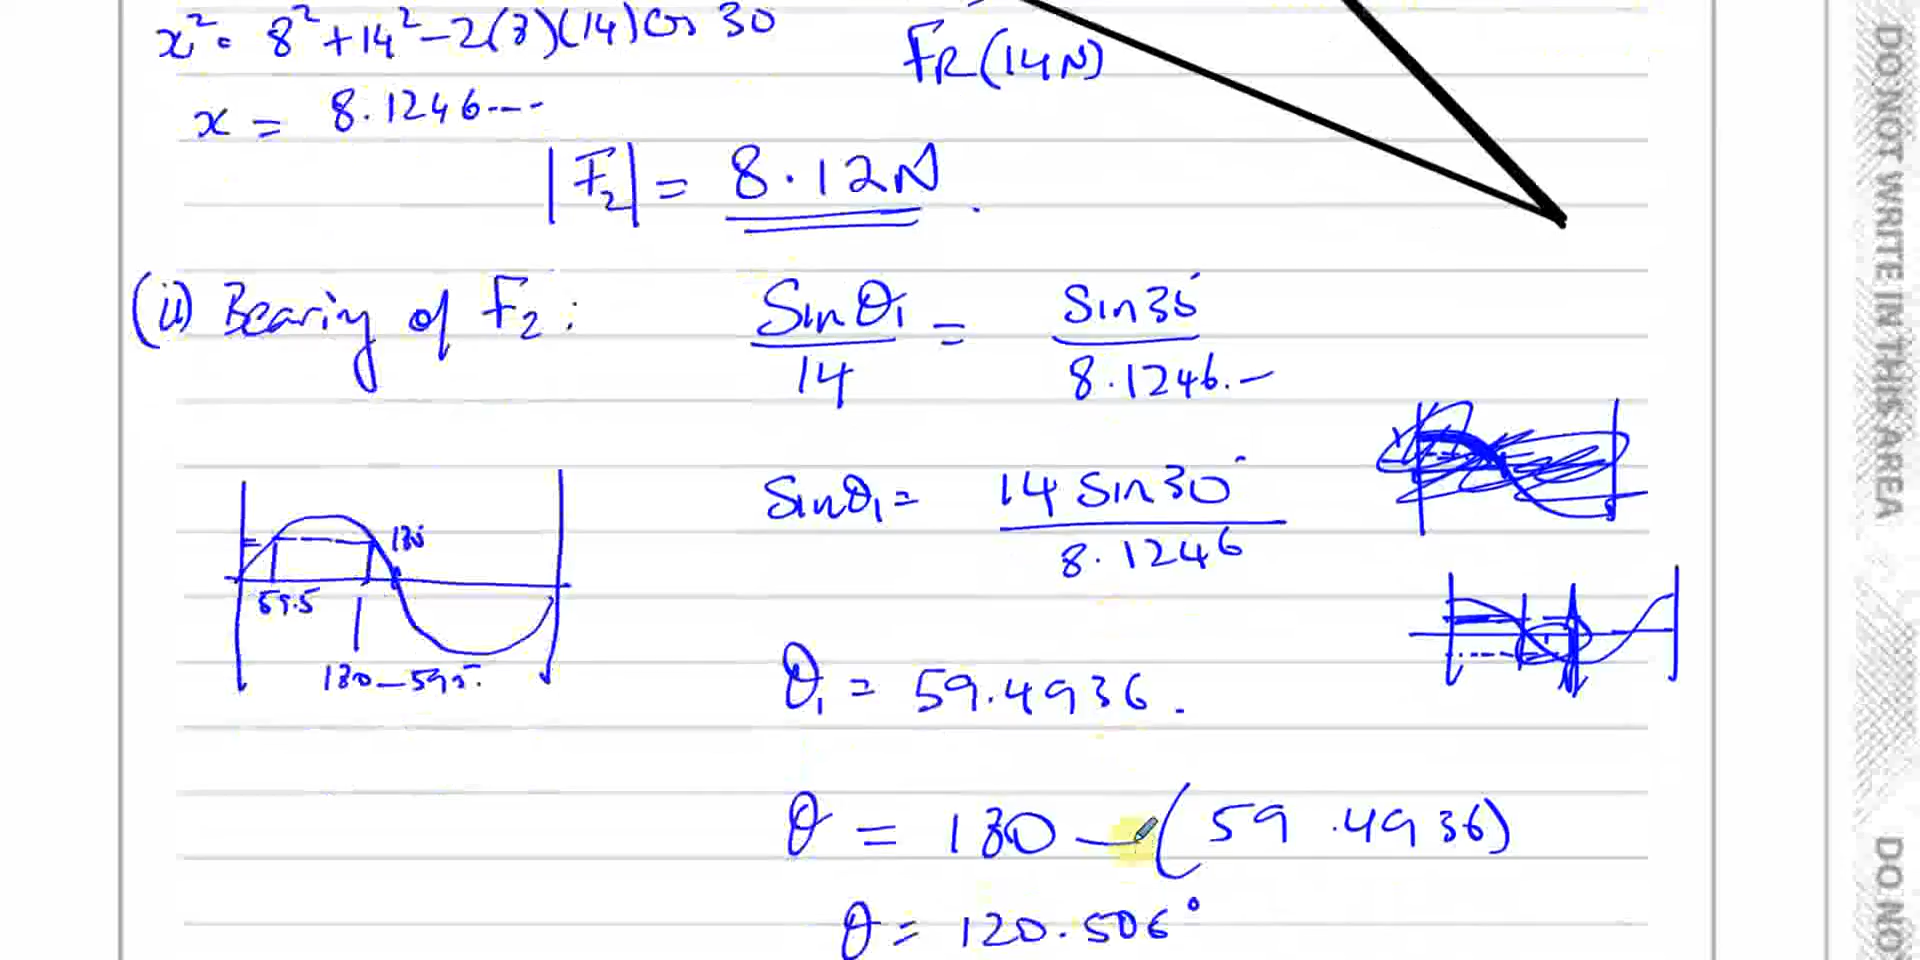 x² = 8² + 14² - 2(8)(14) cos 30
FR (14N)
x = 8.1246---
|F₂| = 8.12N
(ii) Bearing of F₂ :
Sin θ₁ / 14 = Sin 30° / 8.1246.-
Sin θ₁ = 14 Sin 30° / 8.1246
180
59.5
180 - 59.5.
θ₁ = 59.4936.
θ = 180 - (59.4936)
θ = 120.506°
DO NOT WRITE IN THIS AREA
DO NO